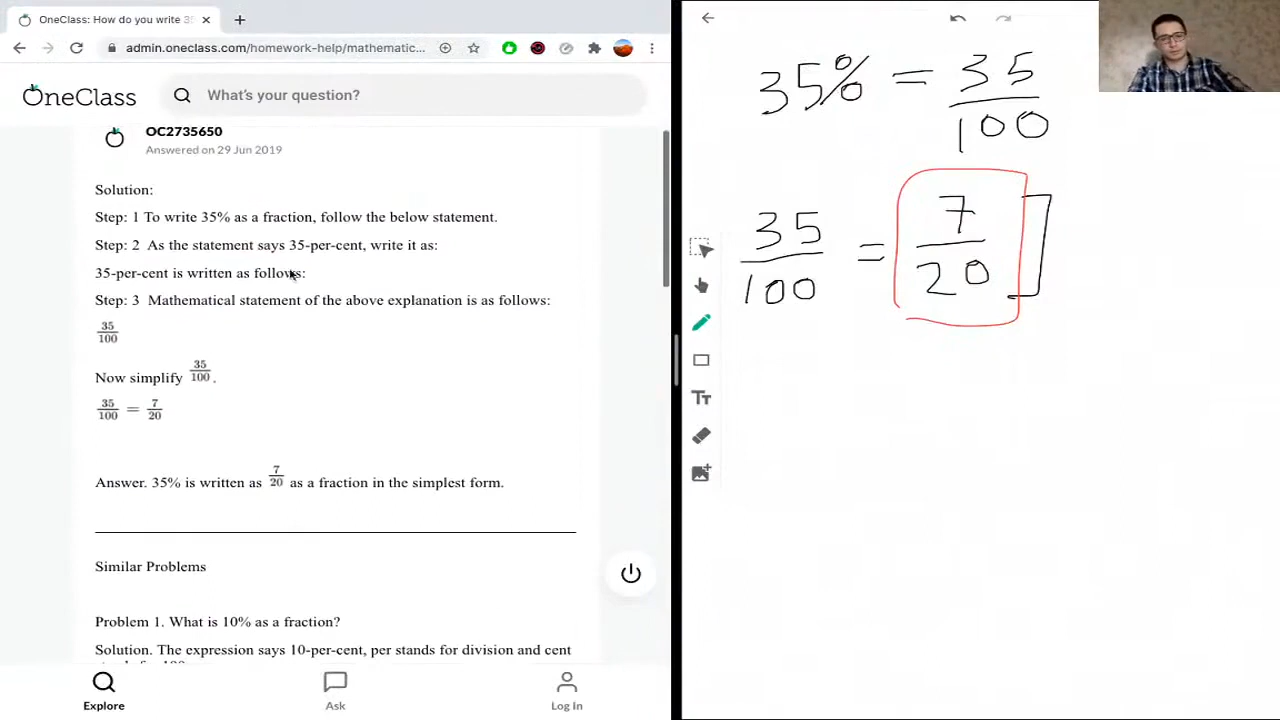 OneClass: How do you write 35
admin.oneclass.com/homework-help/mathematic...
OneClass
What's your question?
OC2735650
Answered on 29 Jun 2019
Solution:
Step: 1 To write 35% as a fraction, follow the below statement.
Step: 2 As the statement says 35-per-cent, write it as:
35-per-cent is written as follows:
Step: 3 Mathematical statement of the above explanation is as follows:
35/100
Now simplify 35/100.
35/100 = 7/20
Answer. 35% is written as 7/20 as a fraction in the simplest form.
Similar Problems
Problem 1. What is 10% as a fraction?
Solution. The expression says 10-per-cent, per stands for division and cent
Explore
Ask
Log In
35% = 35/100
35/100 = 7/20
TT